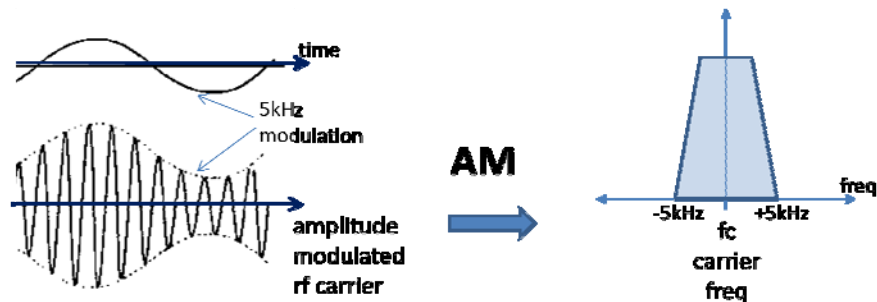 time
5kHz
modulation
amplitude
modulated
rf carrier
AM
freq
-5kHz
+5kHz
fc
carrier
freq